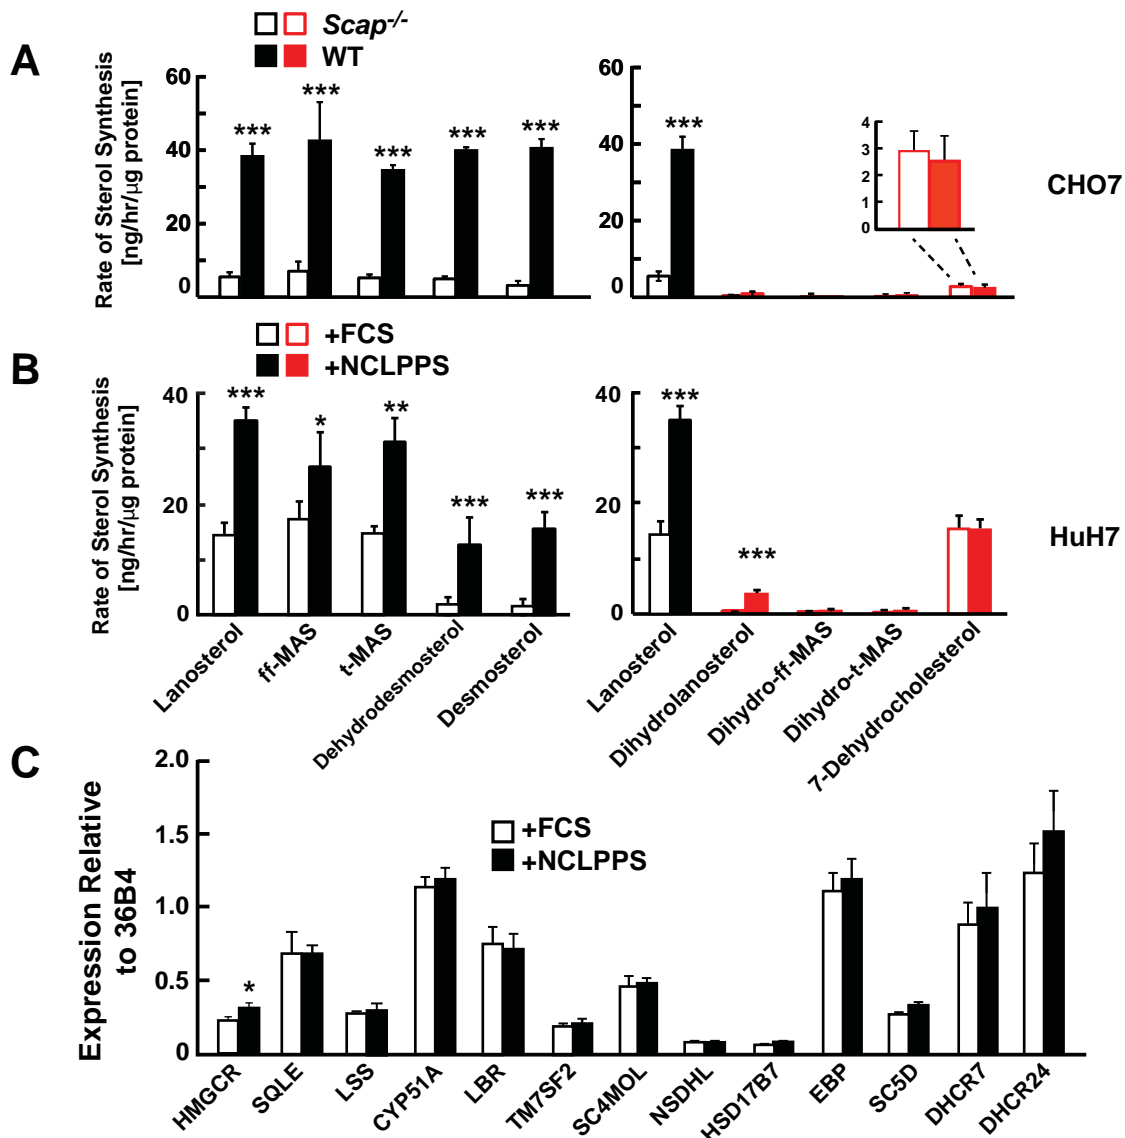 A
Scap-/-
WT
Rate of Sterol Synthesis
[ng/hr/μg protein]
60
40
20
0
***
***
***
***
***
60
40
20
0
***
4
3
2
1
0
CHO7
B
+FCS
+NCLPPS
Rate of Sterol Synthesis
[ng/hr/μg protein]
40
20
0
***
*
**
***
***
40
20
0
***
***
HuH7
Lanosterol
ff-MAS
t-MAS
Dehydrodesmosterol
Desmosterol
Lanosterol
Dihydrolanosterol
Dihydro-ff-MAS
Dihydro-t-MAS
7-Dehydrocholesterol
C
Expression Relative
to 36B4
2.0
1.5
1.0
0.5
0
+FCS
+NCLPPS
*
HMGCR
SQLE
LSS
CYP51A
LBR
TM7SF2
SC4MOL
NSDHL
HSD17B7
EBP
SC5D
DHCR7
DHCR24